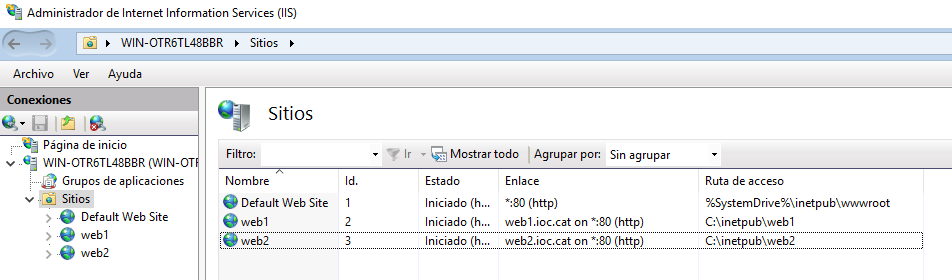 Administrador de Internet Information Services (IIS)
WIN-OTR6TL48BBR Sitios
Archivo Ver Ayuda
Conexiones
Página de inicio
WIN-OTR6TL48BBR (WIN-OTR
Grupos de aplicaciones
Sitios
Default Web Site
web1
web2
Sitios
Filtro: Ir Mostrar todo Agrupar por: Sin agrupar
Nombre Id. Estado Enlace Ruta de acceso
Default Web Site 1 Iniciado (h... *:80 (http) %SystemDrive%\inetpub\wwwroot
web1 2 Iniciado (h... web1.ioc.cat on *:80 (http) C:\inetpub\web1
web2 3 Iniciado (h... web2.ioc.cat on *:80 (http) C:\inetpub\web2